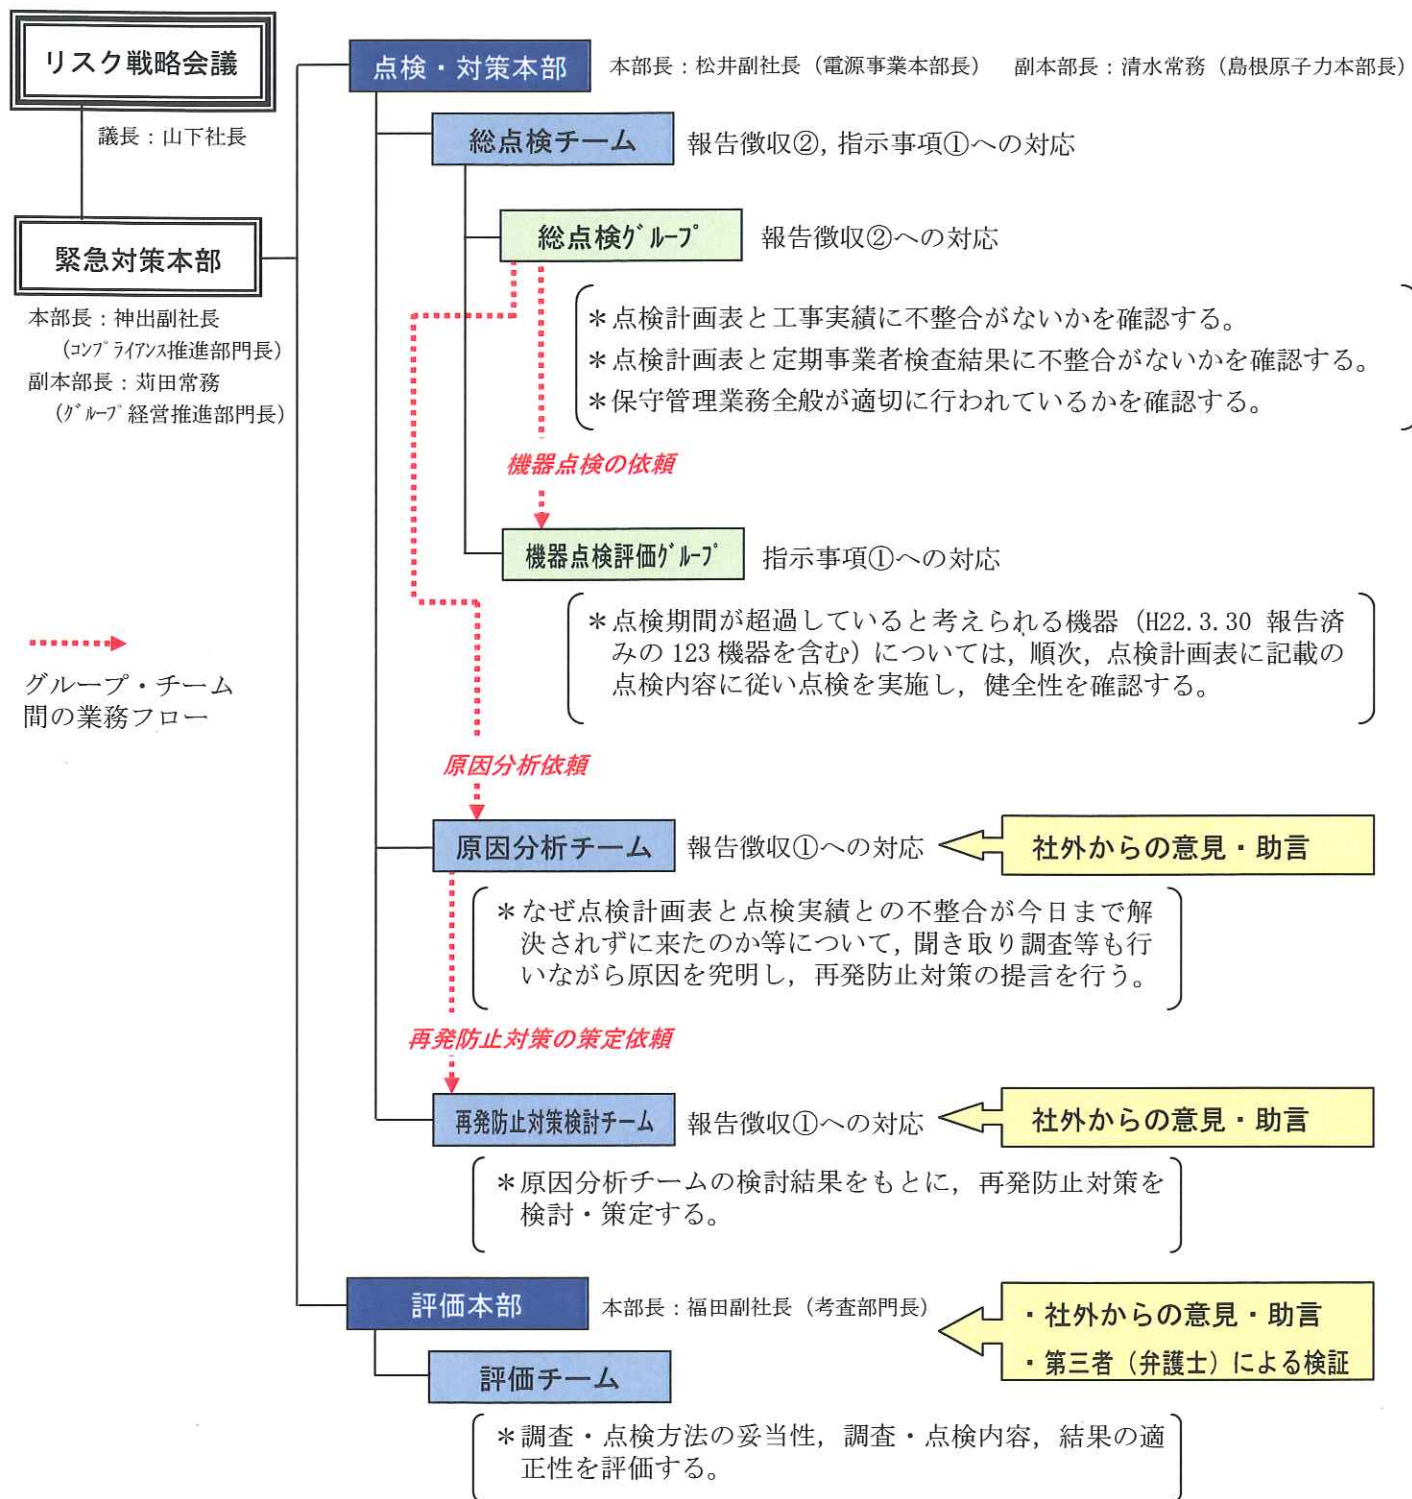 リスク戦略会議
議長：山下社長
緊急対策本部
本部長：神出副社長
（ｺﾝﾌﾟﾗｲｱﾝｽ推進部門長）
副本部長：苅田常務
（ｸﾞﾙｰﾌﾟ経営推進部門長）
点検・対策本部
本部長：松井副社長（電源事業本部長）　副本部長：清水常務（島根原子力本部長）
総点検チーム
報告徴収②，指示事項①への対応
総点検ｸﾞﾙｰﾌﾟ
報告徴収②への対応
＊点検計画表と工事実績に不整合がないかを確認する。
＊点検計画表と定期事業者検査結果に不整合がないかを確認する。
＊保守管理業務全般が適切に行われているかを確認する。
機器点検の依頼
機器点検評価ｸﾞﾙｰﾌﾟ
指示事項①への対応
＊点検期間が超過していると考えられる機器（H22.3.30 報告済
みの 123 機器を含む）については，順次，点検計画表に記載の
点検内容に従い点検を実施し，健全性を確認する。
グループ・チーム
間の業務フロー
原因分析依頼
原因分析チーム
報告徴収①への対応
社外からの意見・助言
＊なぜ点検計画表と点検実績との不整合が今日まで解
決されずに来たのか等について，聞き取り調査等も行
いながら原因を究明し，再発防止対策の提言を行う。
再発防止対策の策定依頼
再発防止対策検討チーム
報告徴収①への対応
社外からの意見・助言
＊原因分析チームの検討結果をもとに，再発防止対策を
検討・策定する。
評価本部
本部長：福田副社長（考査部門長）
・社外からの意見・助言
・第三者（弁護士）による検証
評価チーム
＊調査・点検方法の妥当性，調査・点検内容，結果の適
正性を評価する。